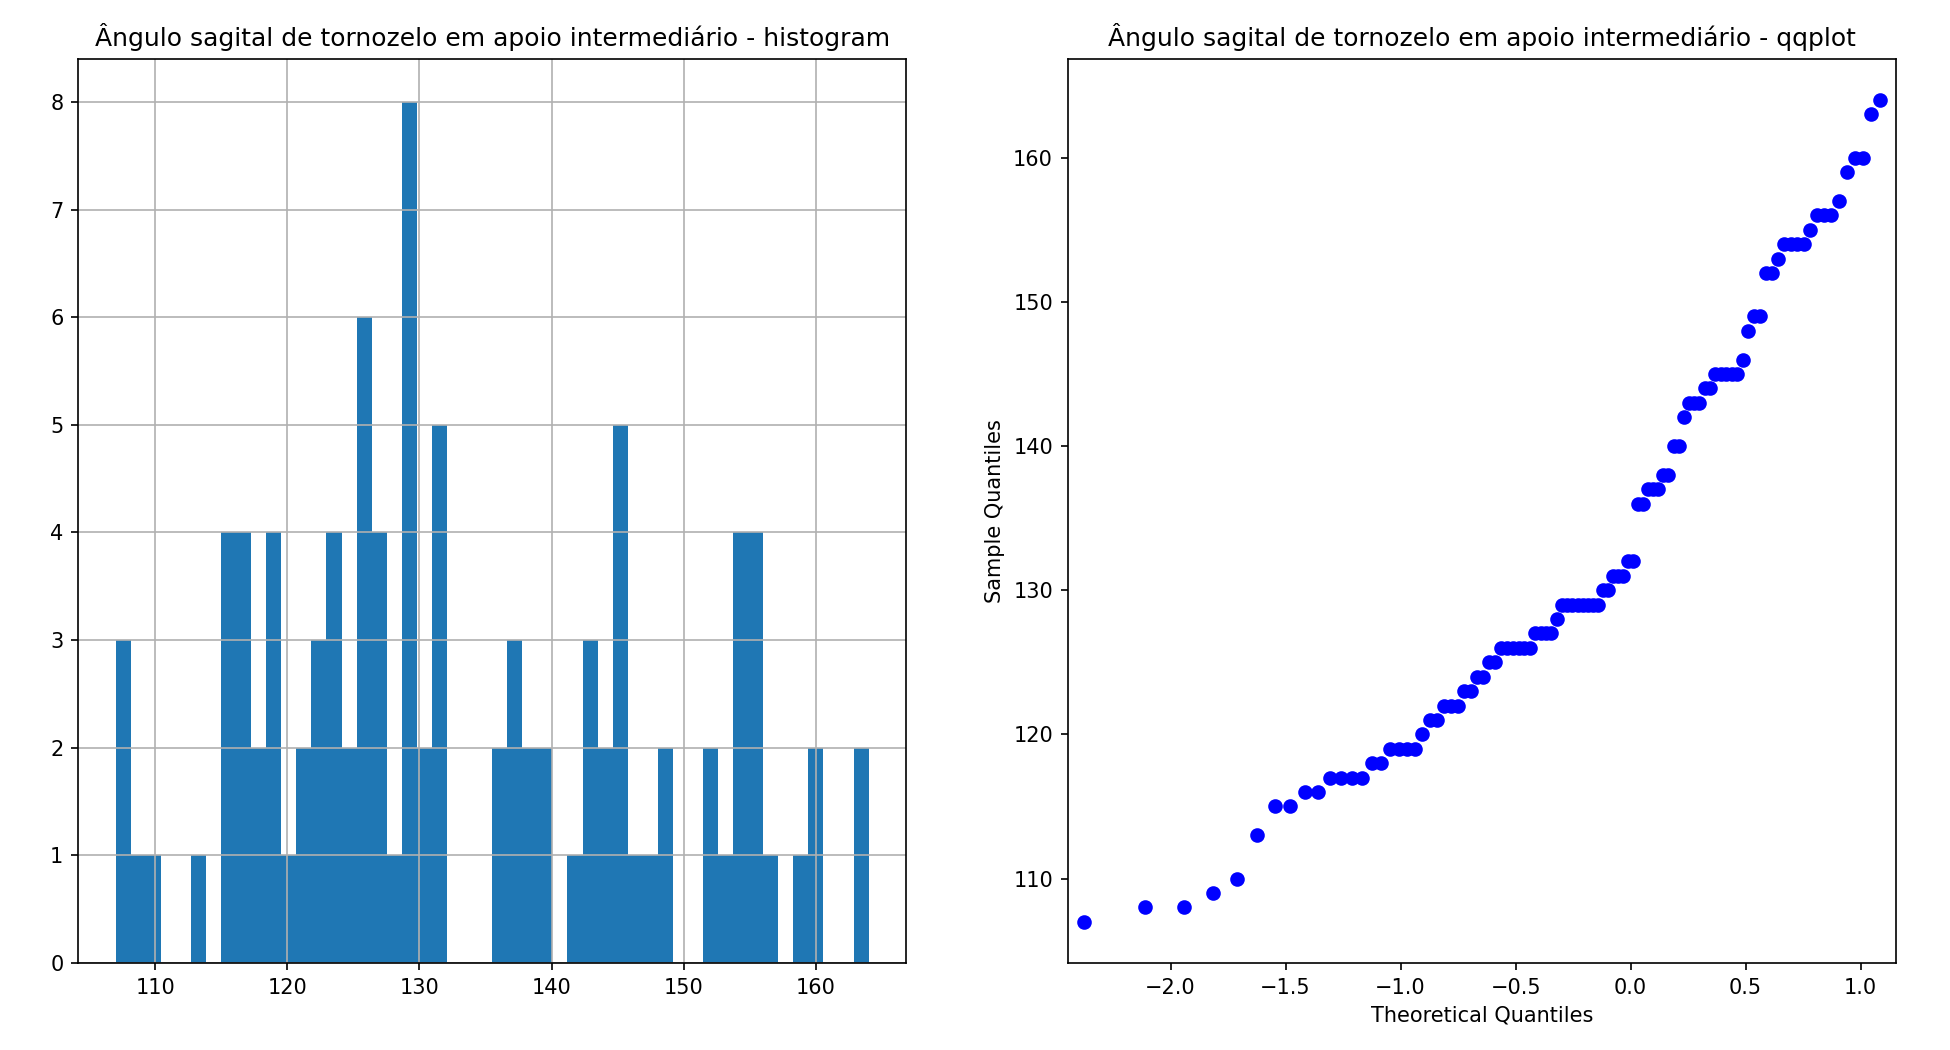 Ângulo sagital de tornozelo em apoio intermediário - histogram
8
7
6
5
4
3
2
1
0
110 120 130 140 150 160
Ângulo sagital de tornozelo em apoio intermediário - qqplot
Sample Quantiles
160
150
140
130
120
110
−2.0 −1.5 −1.0 −0.5 0.0 0.5 1.0
Theoretical Quantiles